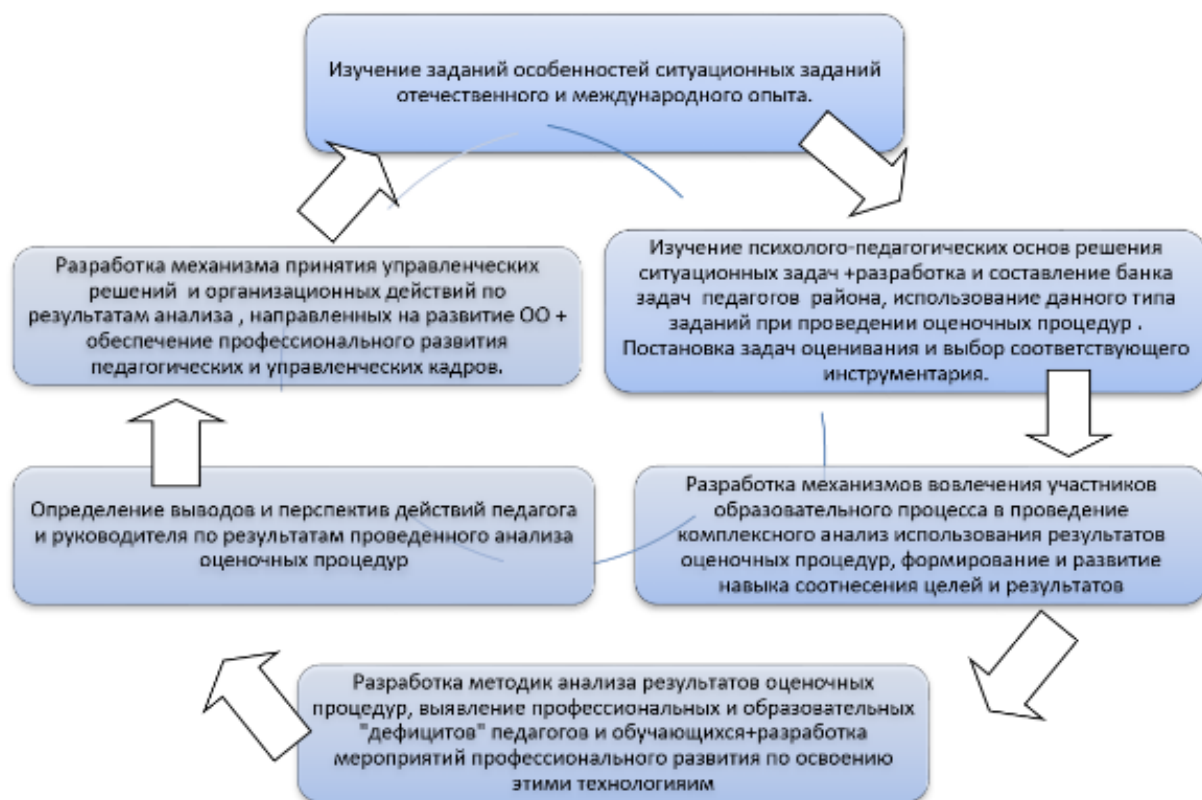 Изучение заданий особенностей ситуационных заданий
отечественного и международного опыта.
Изучение психолого-педагогических основ решения
ситуационных задач +разработка и составление банка
задач педагогов района, использование данного типа
заданий при проведении оценочных процедур .
Постановка задач оценивания и выбор соответствующего
инструментария.
Разработка механизмов вовлечения участников
образовательного процесса в проведение
комплексного анализ использования результатов
оценочных процедур, формирование и развитие
навыка соотнесения целей и результатов
Разработка методик анализа результатов оценочных
процедур, выявление профессиональных и образовательных
"дефицитов" педагогов и обучающихся+разработка
мероприятий профессионального развития по освоению
этими технологияим
Определение выводов и перспектив действий педагога
и руководителя по результатам проведенного анализа
оценочных процедур
Разработка механизма принятия управленческих
решений и организационных действий по
результатам анализа , направленных на развитие ОО +
обеспечение профессионального развития
педагогических и управленческих кадров.